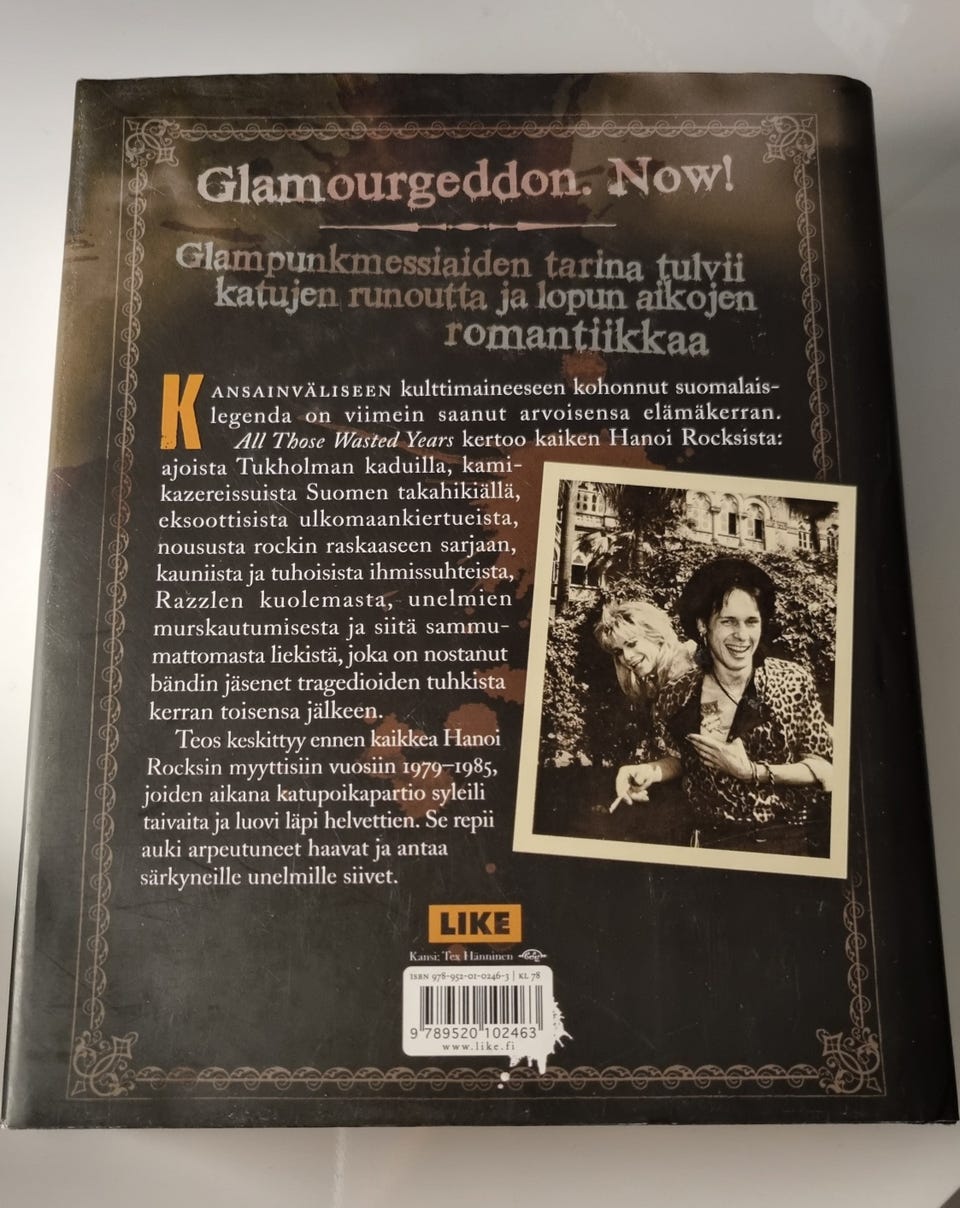 Glamourgeddon. Now!
Glampunkmessiaiden tarina tulvii
katujen runoutta ja lopun aikojen
romantiikkaa
KANSAINVÄLISEEN kulttimaineeseen kohonnut suomalais-
legenda on viimein saanut arvoisensa elämäkerran.
All Those Wasted Years kertoo kaiken Hanoi Rocksista:
ajoista Tukholman kaduilla, kami-
kazereissuista Suomen takahikiällä,
eksoottisista ulkomaankiertueista,
noususta rockin raskaaseen sarjaan,
kauniista ja tuhoisista ihmissuhteista,
Razzlen kuolemasta, unelmien
murskautumisesta ja siitä sammu-
mattomasta liekistä, joka on nostanut
bändin jäsenet tragedioiden tuhkista
kerran toisensa jälkeen.
Teos keskittyy ennen kaikkea Hanoi
Rocksin myyttisiin vuosiin 1979–1985,
joiden aikana katupoikapartio syleili
taivaita ja luovi läpi helvettien. Se repii
auki arpeutuneet haavat ja antaa
särkyneille unelmille siivet.
LIKE
Kansi: Tex Hänninen
ISBN 978-952-01-0246-3 | KL 78
9 789520 102463
www.like.fi